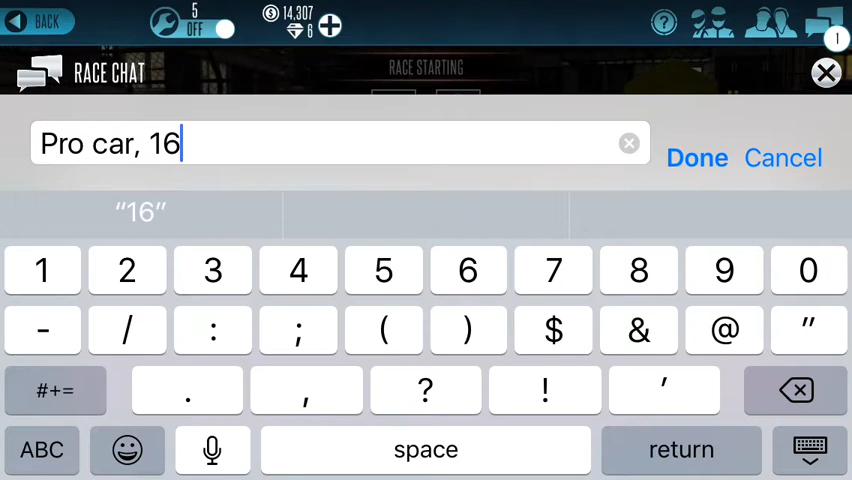 BACK
5
OFF
14,307
6
?
1
RACE CHAT
RACE STARTING
Pro car, 16
Done
Cancel
“16”
1 2 3 4 5 6 7 8 9 0
- / : ; ( ) $ & @ ”
#+= . , ? ! ’
ABC space return